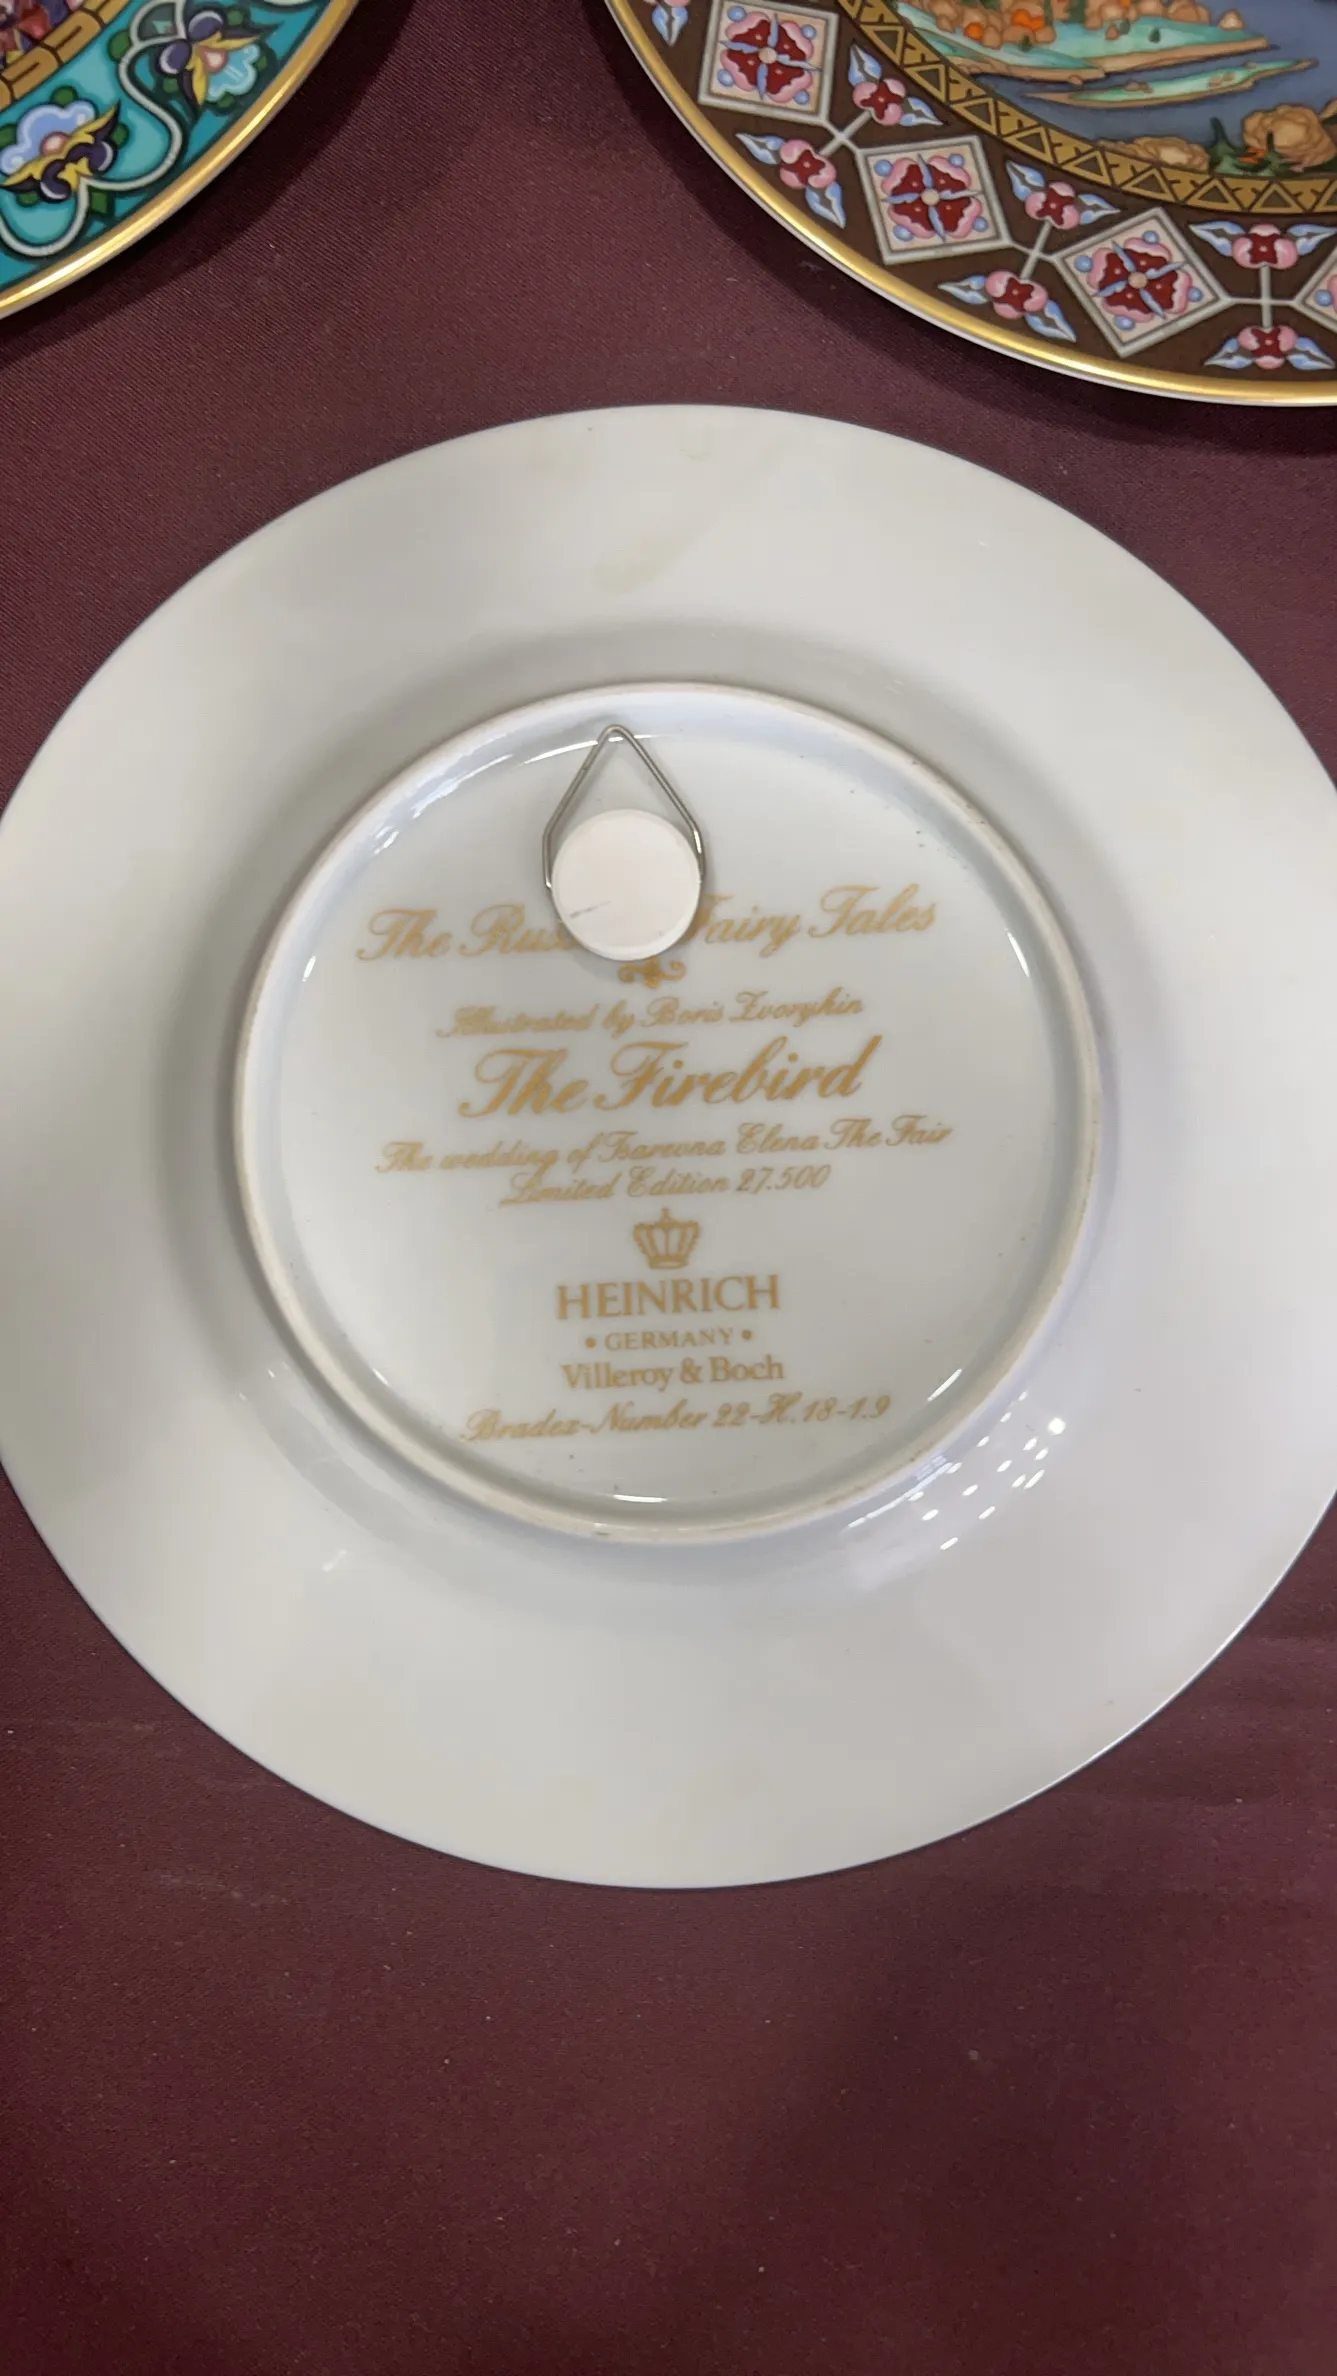 The Rus Fairy Tales
Illustrated by Boris Zvorykin
The Firebird
The wedding of Tsarevna Elena The Fair
Limited Edition 27.500
HEINRICH
• GERMANY •
Villeroy & Boch
Bradex-Number 22-H.18-1.9